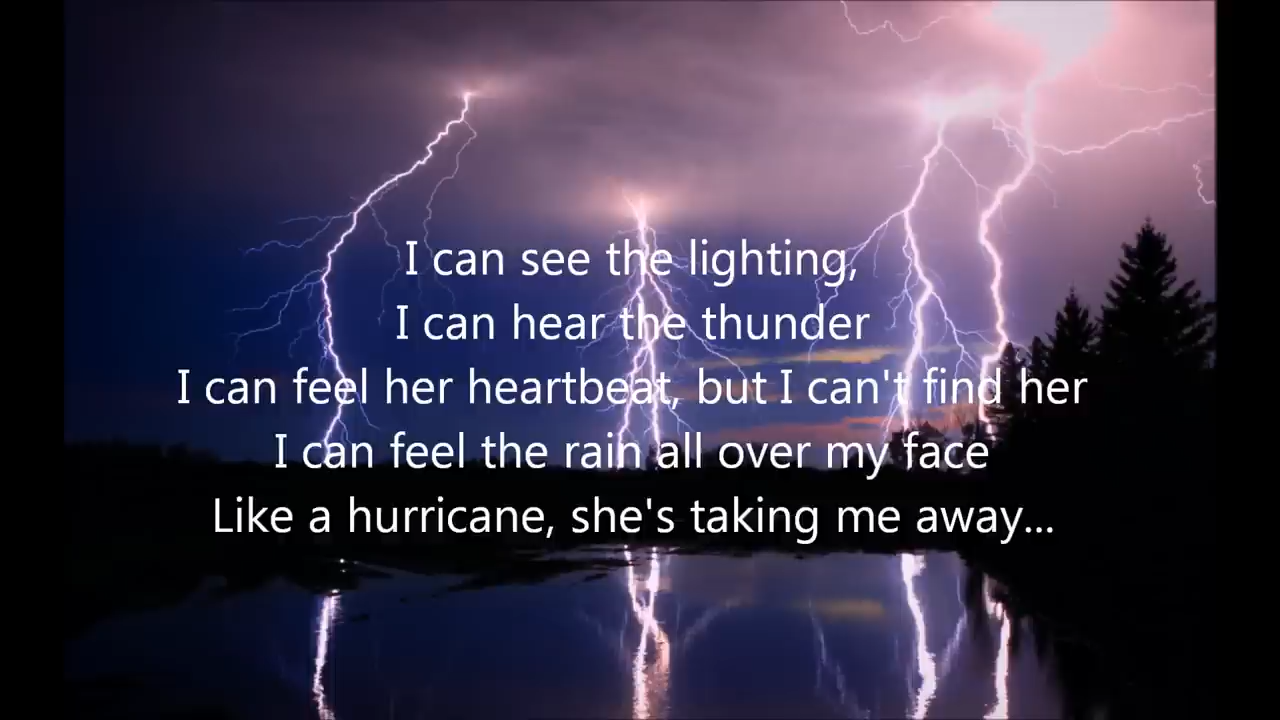 I can see the lighting,
I can hear the thunder
I can feel her heartbeat, but I can't find her
I can feel the rain all over my face
Like a hurricane, she's taking me away...